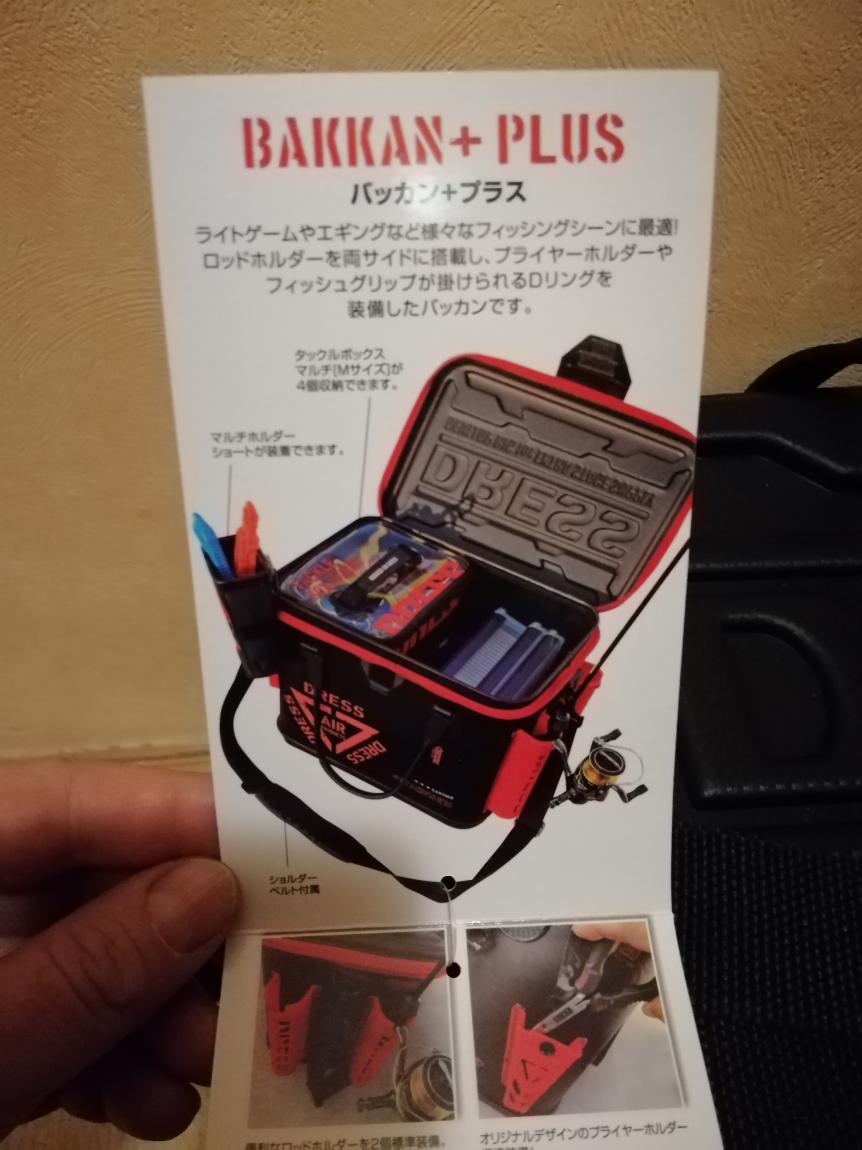 BAKKAN+ PLUS
バッカン+プラス
ライトゲームやエギングなど様々なフィッシングシーンに最適!
ロッドホルダーを両サイドに搭載し、プライヤーホルダーや
フィッシュグリップが掛けられるDリングを
装備したバッカンです。
タックルボックス
マルチ[Mサイズ]が
4個収納できます。
マルチホルダー
ショートが装着できます。
DRESS
DRESS
AIR
DRESS
DRESS
ショルダー
ベルト付属
便利なロッドホルダーを2個標準装備。
オリジナルデザインのプライヤーホルダー